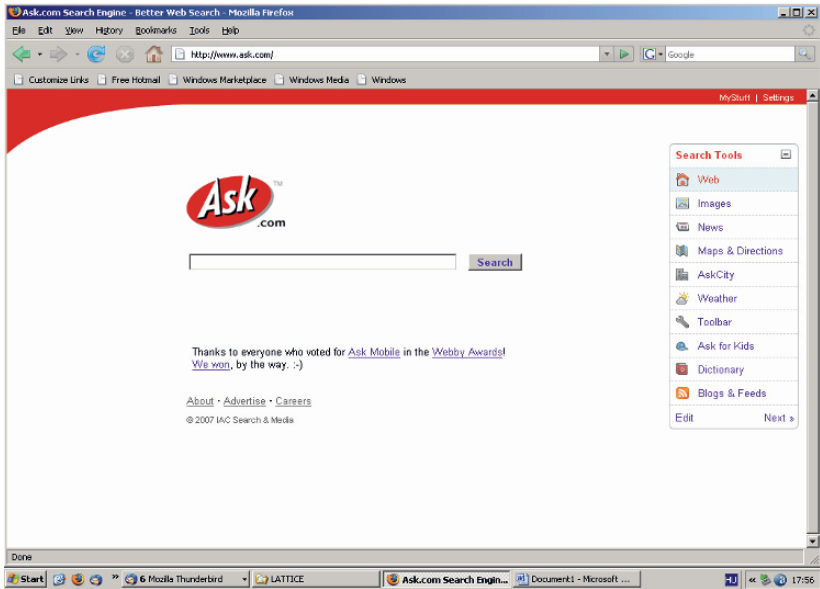 Ask.com Search Engine - Better Web Search - Mozilla Firefox
File Edit View History Bookmarks Tools Help
http://www.ask.com/ Google
Customize Links Free Hotmail Windows Marketplace Windows Media Windows
MyStuff | Settings
Ask™
.com
Search
Thanks to everyone who voted for Ask Mobile in the Webby Awards!
We won, by the way. :-)
About · Advertise · Careers
© 2007 IAC Search & Media
Search Tools
Web
Images
News
Maps & Directions
AskCity
Weather
Toolbar
Ask for Kids
Dictionary
Blogs & Feeds
Edit Next »
Done
Start » 6 Mozilla Thunderbird LATTICE Ask.com Search Engin... Document1 - Microsoft ... HU « 17:56